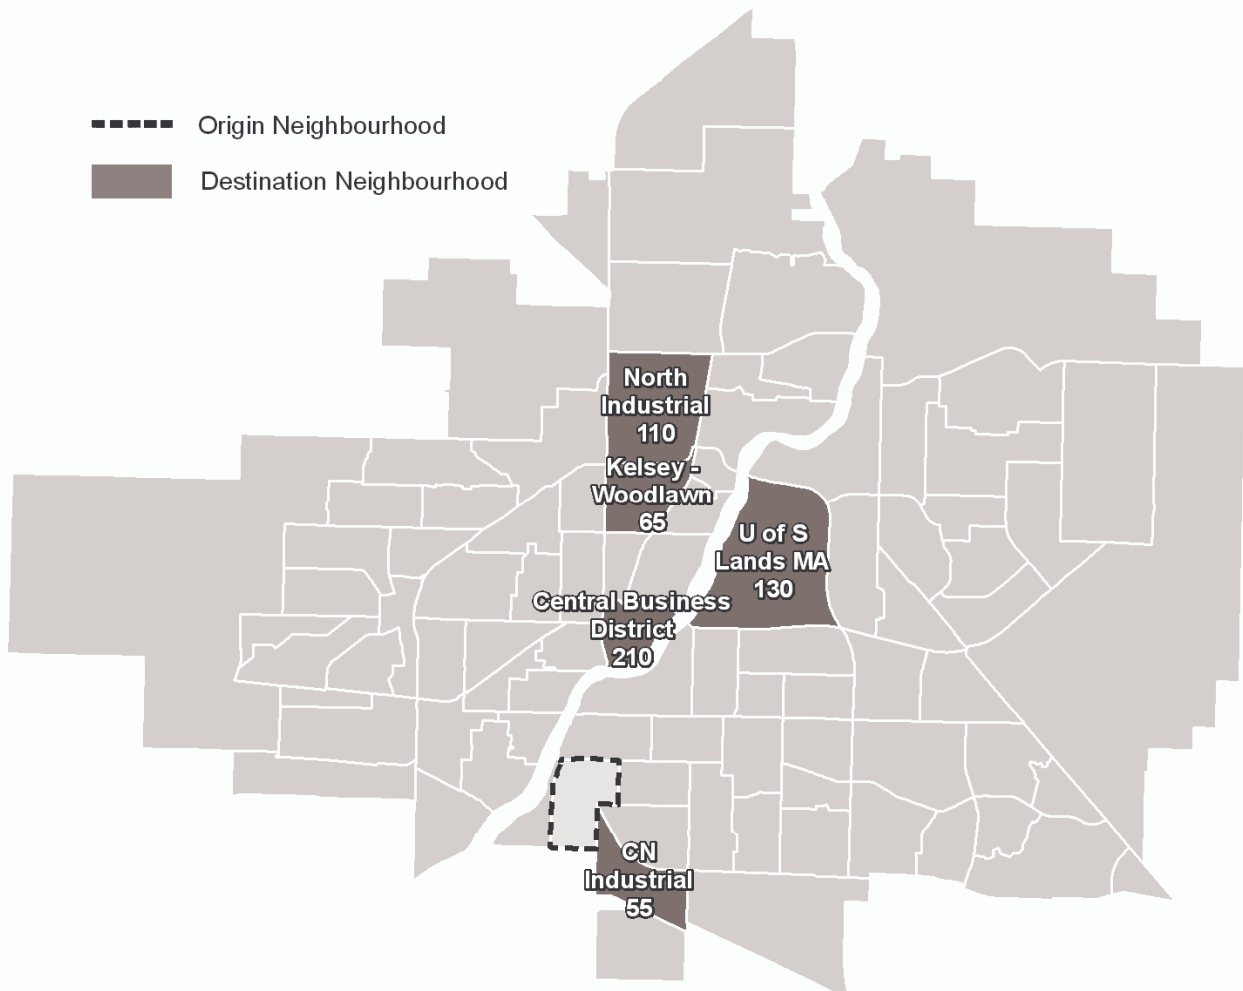 Origin Neighbourhood
Destination Neighbourhood
North
Industrial
110
Kelsey -
Woodlawn
65
U of S
Lands MA
130
Central Business
District
210
CN
Industrial
55